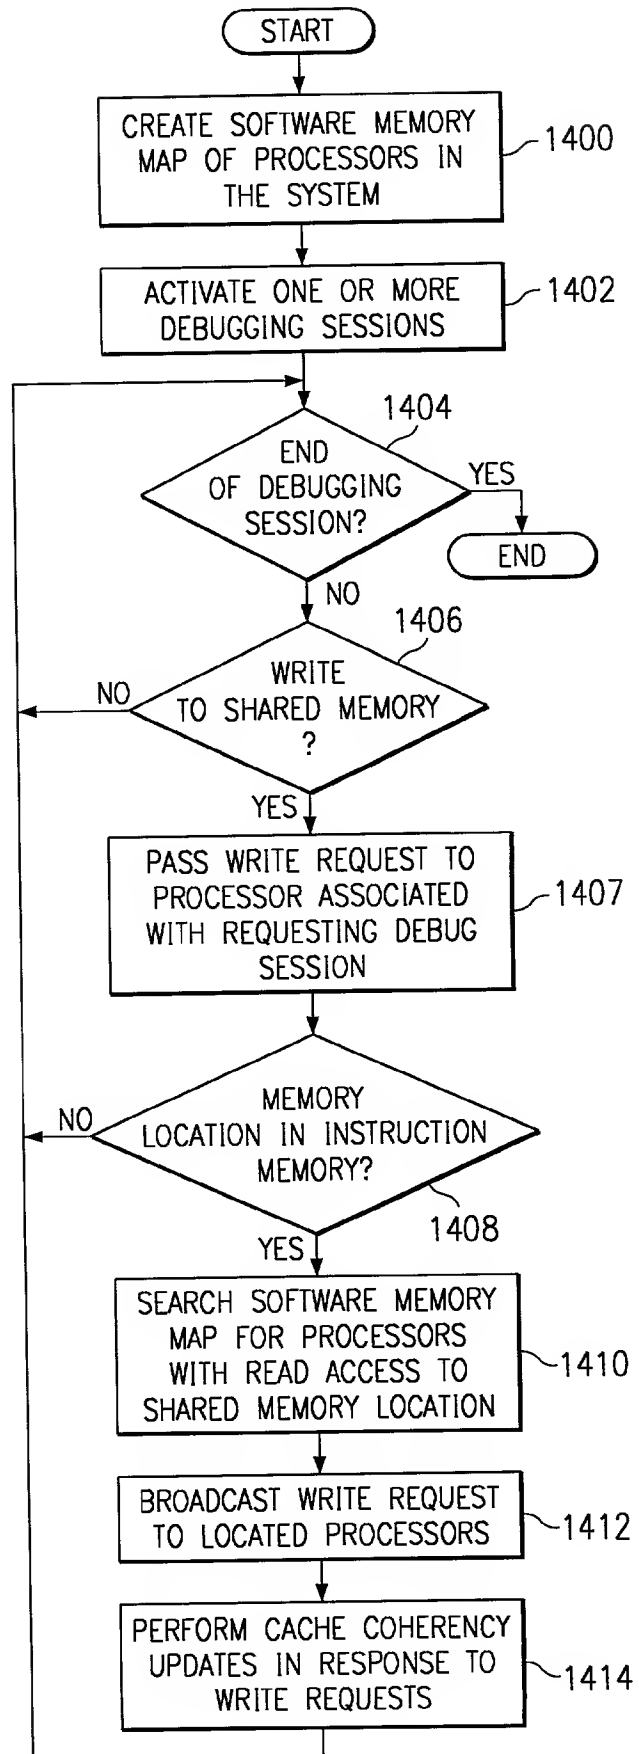 START
CREATE SOFTWARE MEMORY
MAP OF PROCESSORS IN
THE SYSTEM
1400
ACTIVATE ONE OR MORE
DEBUGGING SESSIONS
1402
1404
END
OF DEBUGGING
SESSION?
YES
END
NO
1406
WRITE
TO SHARED MEMORY
?
NO
YES
PASS WRITE REQUEST TO
PROCESSOR ASSOCIATED
WITH REQUESTING DEBUG
SESSION
1407
MEMORY
LOCATION IN INSTRUCTION
MEMORY?
NO
1408
YES
SEARCH SOFTWARE MEMORY
MAP FOR PROCESSORS
WITH READ ACCESS TO
SHARED MEMORY LOCATION
1410
BROADCAST WRITE REQUEST
TO LOCATED PROCESSORS
1412
PERFORM CACHE COHERENCY
UPDATES IN RESPONSE TO
WRITE REQUESTS
1414